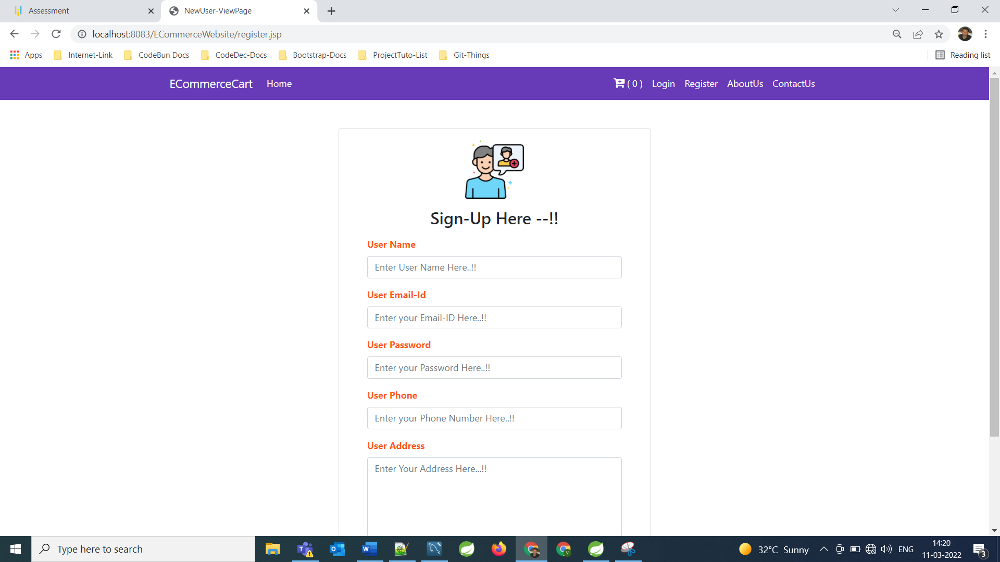 Assessment
NewUser-ViewPage
localhost:8083/ECommerceWebsite/register.jsp
Apps Internet-Link CodeBun Docs CodeDec-Docs Bootstrap-Docs ProjectTuto-List Git-Things Reading list
ECommerceCart Home ( 0 ) Login Register AboutUs ContactUs
Sign-Up Here --!!
User Name
Enter User Name Here..!!
User Email-Id
Enter your Email-ID Here..!!
User Password
Enter your Password Here..!!
User Phone
Enter your Phone Number Here..!!
User Address
Enter Your Address Here...!!
Type here to search
32°C Sunny
ENG
14:20
11-03-2022
3